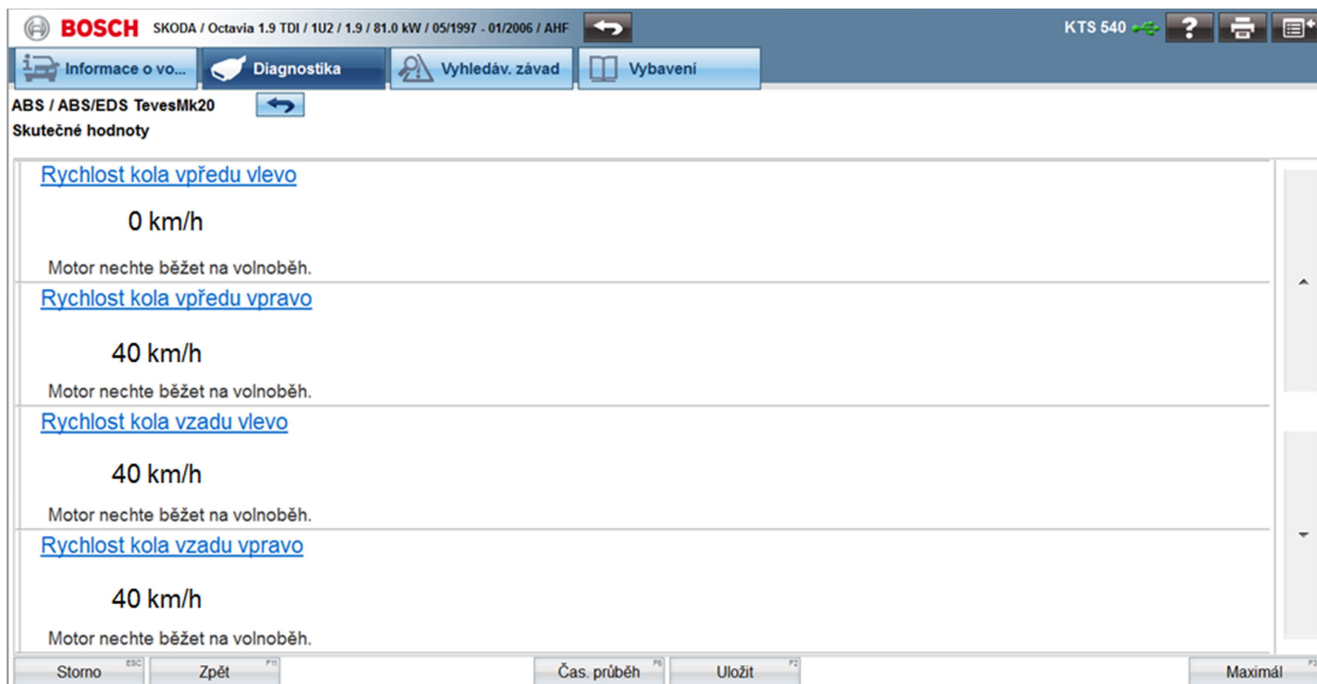 BOSCH SKODA / Octavia 1.9 TDI / 1U2 / 1.9 / 81.0 kW / 05/1997 - 01/2006 / AHF KTS 540 ?
Informace o vo... Diagnostika Vyhledáv. závad Vybavení
ABS / ABS/EDS TevesMk20
Skutečné hodnoty
Rychlost kola vpředu vlevo
0 km/h
Motor nechte běžet na volnoběh.
Rychlost kola vpředu vpravo
40 km/h
Motor nechte běžet na volnoběh.
Rychlost kola vzadu vlevo
40 km/h
Motor nechte běžet na volnoběh.
Rychlost kola vzadu vpravo
40 km/h
Motor nechte běžet na volnoběh.
Storno ESC Zpět F11 Čas. průběh F6 Uložit F2 Maximál